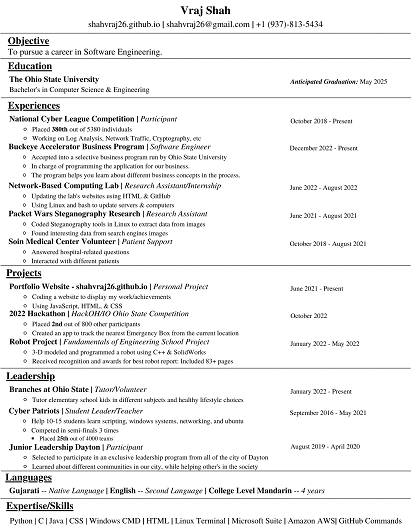 Vraj Shah
shahvraj26.github.io | shahvraj26@gmail.com | +1 (937)-813-5434
Objective
To pursue a career in Software Engineering.
Education
The Ohio State University
Anticipated Graduation: May 2025
Bachelor's in Computer Science & Engineering
Experiences
National Cyber League Competition | Participant
October 2018 - Present
Placed 380th out of 5380 individuals
Working on Log Analysis, Network Traffic, Cryptography, etc
Buckeye Accelerator Business Program | Software Engineer
December 2022 - Present
Accepted into a selective business program run by Ohio State University
In charge of programming the application for our business.
The program helps you learn about different business concepts in the process.
Network-Based Computing Lab | Research Assistant/Internship
June 2022 - August 2022
Updating the lab's websites using HTML & GitHub
Using Linux and bash to update servers & computers
Packet Wars Steganography Research | Research Assistant
June 2021 - August 2021
Coded Steganography tools in Linux to extract data from images
Found interesting data from search engines images
Soin Medical Center Volunteer | Patient Support
October 2018 - August 2021
Answered hospital-related questions
Interacted with different patients
Projects
Portfolio Website - shahvraj26.github.io | Personal Project
June 2021 - Present
Coding a website to display my work/achievements
Using JavaScript, HTML, & CSS
2022 Hackathon | HackOH/IO Ohio State Competition
October 2022
Placed 2nd out of 800 other participants
Created an app to track the nearest Emergency Box from the current location
Robot Project | Fundamentals of Engineering School Project
January 2022 - May 2022
3-D modeled and programmed a robot using C++ & SolidWorks
Received recognition and awards for best robot report: Included 83+ pages
Leadership
Branches at Ohio State | Tutor/Volunteer
January 2022 - Present
Tutor elementary school kids in different subjects and healthy lifestyle choices
Cyber Patriots | Student Leader/Teacher
September 2016 - May 2021
Help 10-15 students learn scripting, windows systems, networking, and ubuntu
Competed in semi-finals 3 times
Placed 25th out of 4000 teams
Junior Leadership Dayton | Participant
August 2019 - April 2020
Selected to participate in an exclusive leadership program from all of the city of Dayton
Learned about different communities in our city, while helping other's in the society
Languages
Gujarati -- Native Language | English -- Second Language | College Level Mandarin -- 4 years
Expertise/Skills
Python | C | Java | CSS | Windows CMD | HTML | Linux Terminal | Microsoft Suite | Amazon AWS| GitHub Commands